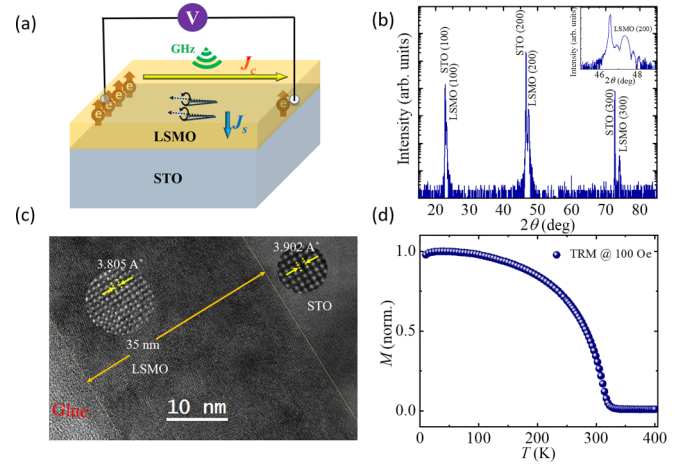 (a)
V
GHz
J_c
e
e
e
e
e
LSMO
J_s
STO
(b)
Intensity (arb. units)
STO (100)
LSMO (100)
STO (200)
LSMO (200)
STO (300)
LSMO (300)
20 30 40 50 60 70 80
2θ (deg)
Intensity (arb. units)
LSMO (200)
46 48
2θ (deg)
(c)
3.805 A°
3.902 A°
STO
35 nm
LSMO
Glue
10 nm
(d)
M (norm.)
1.0
0.5
0.0
TRM @ 100 Oe
0 100 200 300 400
T (K)